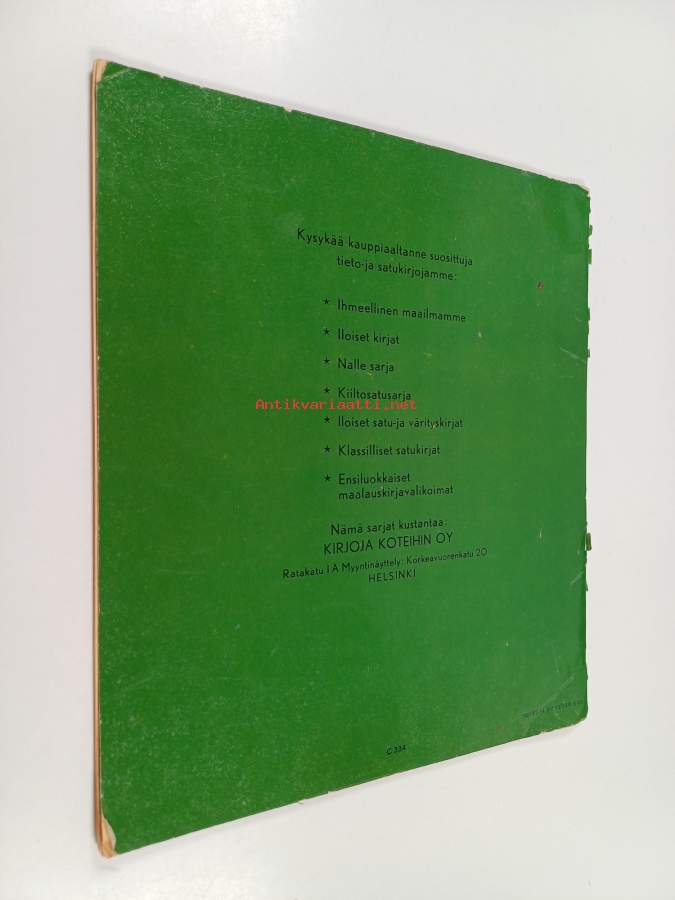 Kysykää kauppiaaltanne suosittuja
tieto-ja satukirjojamme:
* Ihmeellinen maailmamme
* Iloiset kirjat
* Nalle sarja
* Kiiltosatusarja
Antikvariaatti.net
* Iloiset satu-ja värityskirjat
* Klassilliset satukirjat
* Ensiluokkaiset
maalauskirjavalikoimat
Nämä sarjat kustantaa:
KIRJOJA KOTEIHIN OY
Ratakatu 1 A Myyntinäyttely: Korkeavuorenkatu 20
HELSINKI
C 334